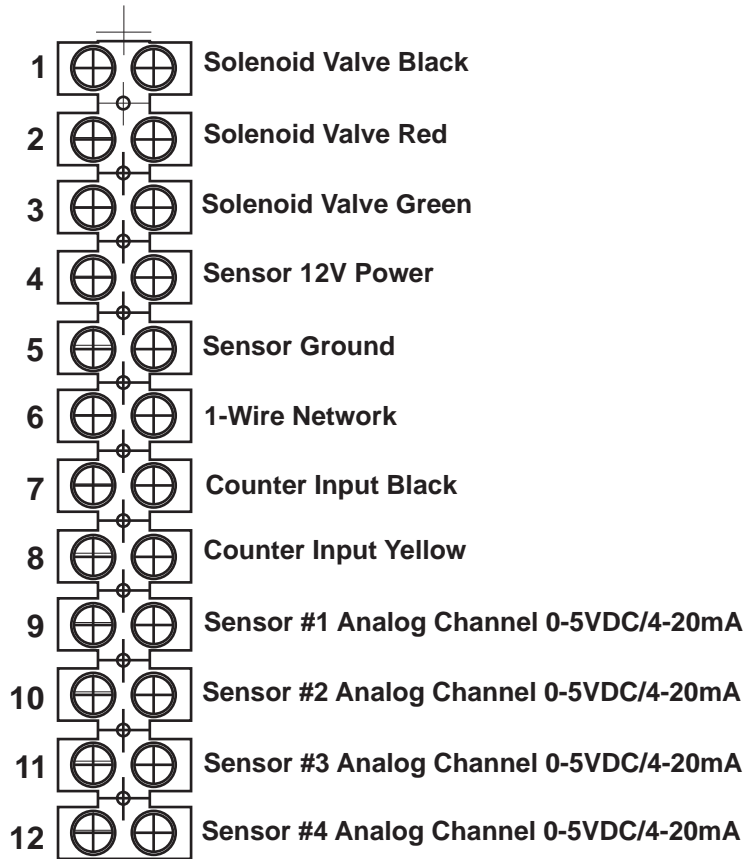 1 Solenoid Valve Black
2 Solenoid Valve Red
3 Solenoid Valve Green
4 Sensor 12V Power
5 Sensor Ground
6 1-Wire Network
7 Counter Input Black
8 Counter Input Yellow
9 Sensor #1 Analog Channel 0-5VDC/4-20mA
10 Sensor #2 Analog Channel 0-5VDC/4-20mA
11 Sensor #3 Analog Channel 0-5VDC/4-20mA
12 Sensor #4 Analog Channel 0-5VDC/4-20mA